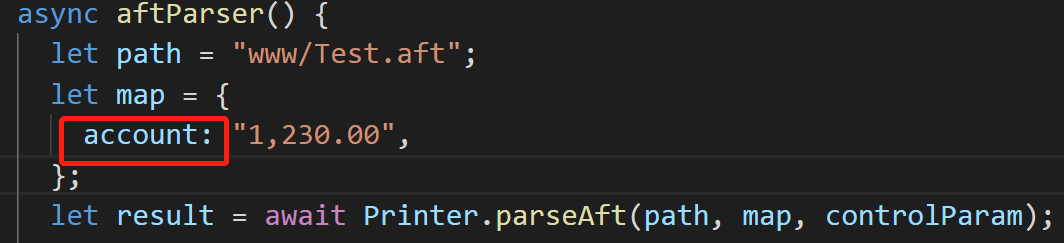 async aftParser() {
let path = "www/Test.aft";
let map = {
account: "1,230.00",
};
let result = await Printer.parseAft(path, map, controlParam);